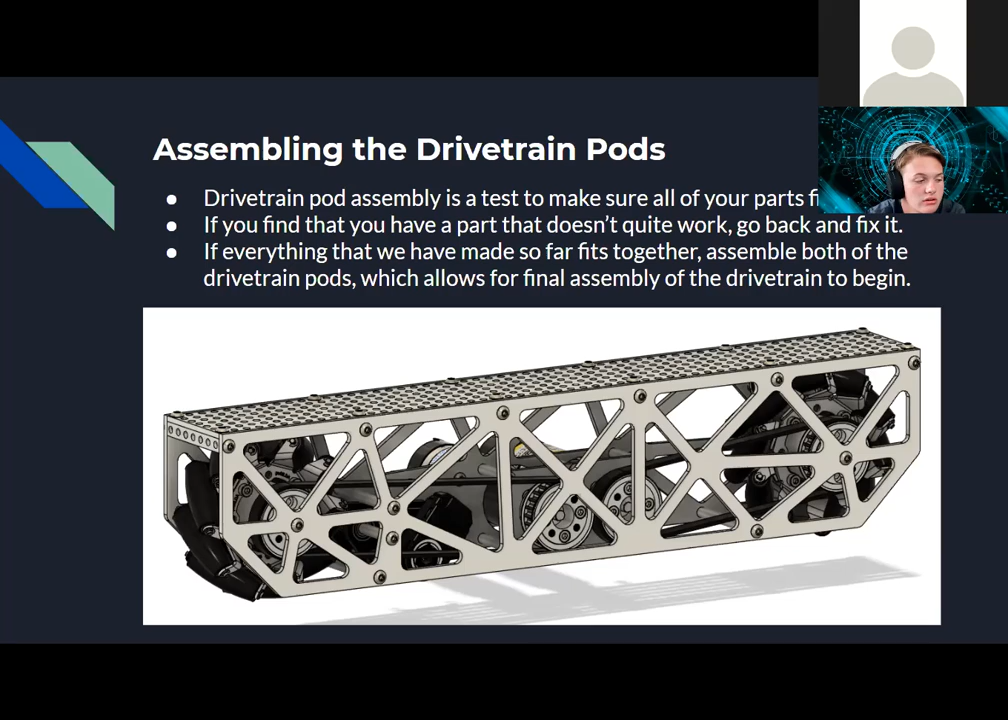 Assembling the Drivetrain Pods
● Drivetrain pod assembly is a test to make sure all of your parts
● If you find that you have a part that doesn't quite work, go back and fix it.
● If everything that we have made so far fits together, assemble both of the
drivetrain pods, which allows for final assembly of the drivetrain to begin.